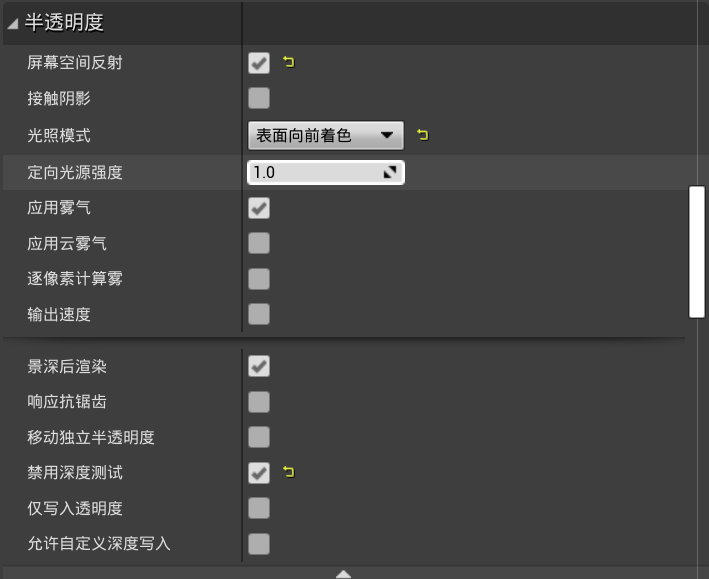 半透明度
屏幕空间反射
接触阴影
光照模式 表面向前着色
定向光源强度 1.0
应用雾气
应用云雾气
逐像素计算雾
输出速度
景深后渲染
响应抗锯齿
移动独立半透明度
禁用深度测试
仅写入透明度
允许自定义深度写入